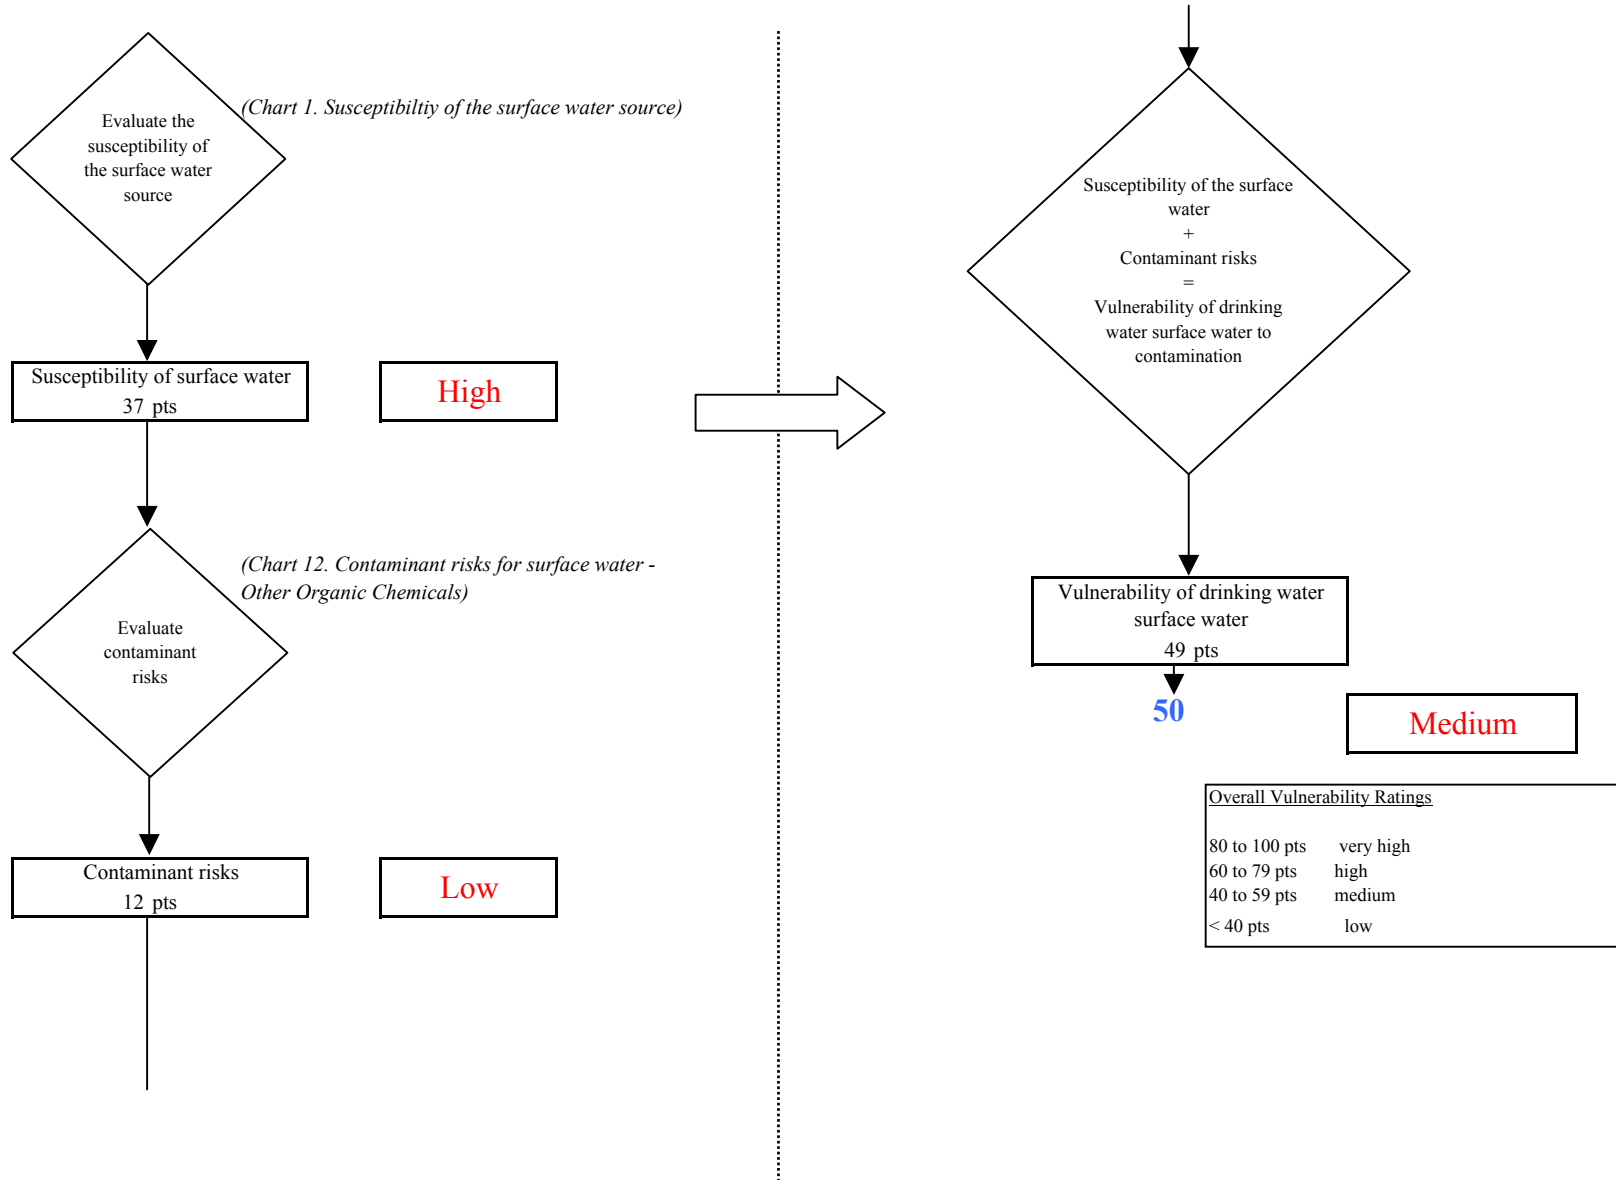 Evaluate the
susceptibility of
the surface water
source
(Chart 1. Susceptibiltiy of the surface water source)
Susceptibility of surface water
37 pts
High
(Chart 12. Contaminant risks for surface water -
Other Organic Chemicals)
Evaluate
contaminant
risks
Contaminant risks
12 pts
Low
Susceptibility of the surface
water
+
Contaminant risks
=
Vulnerability of drinking
water surface water to
contamination
Vulnerability of drinking water
surface water
49 pts
50
Medium
Overall Vulnerability Ratings
80 to 100 pts very high
60 to 79 pts high
40 to 59 pts medium
< 40 pts low